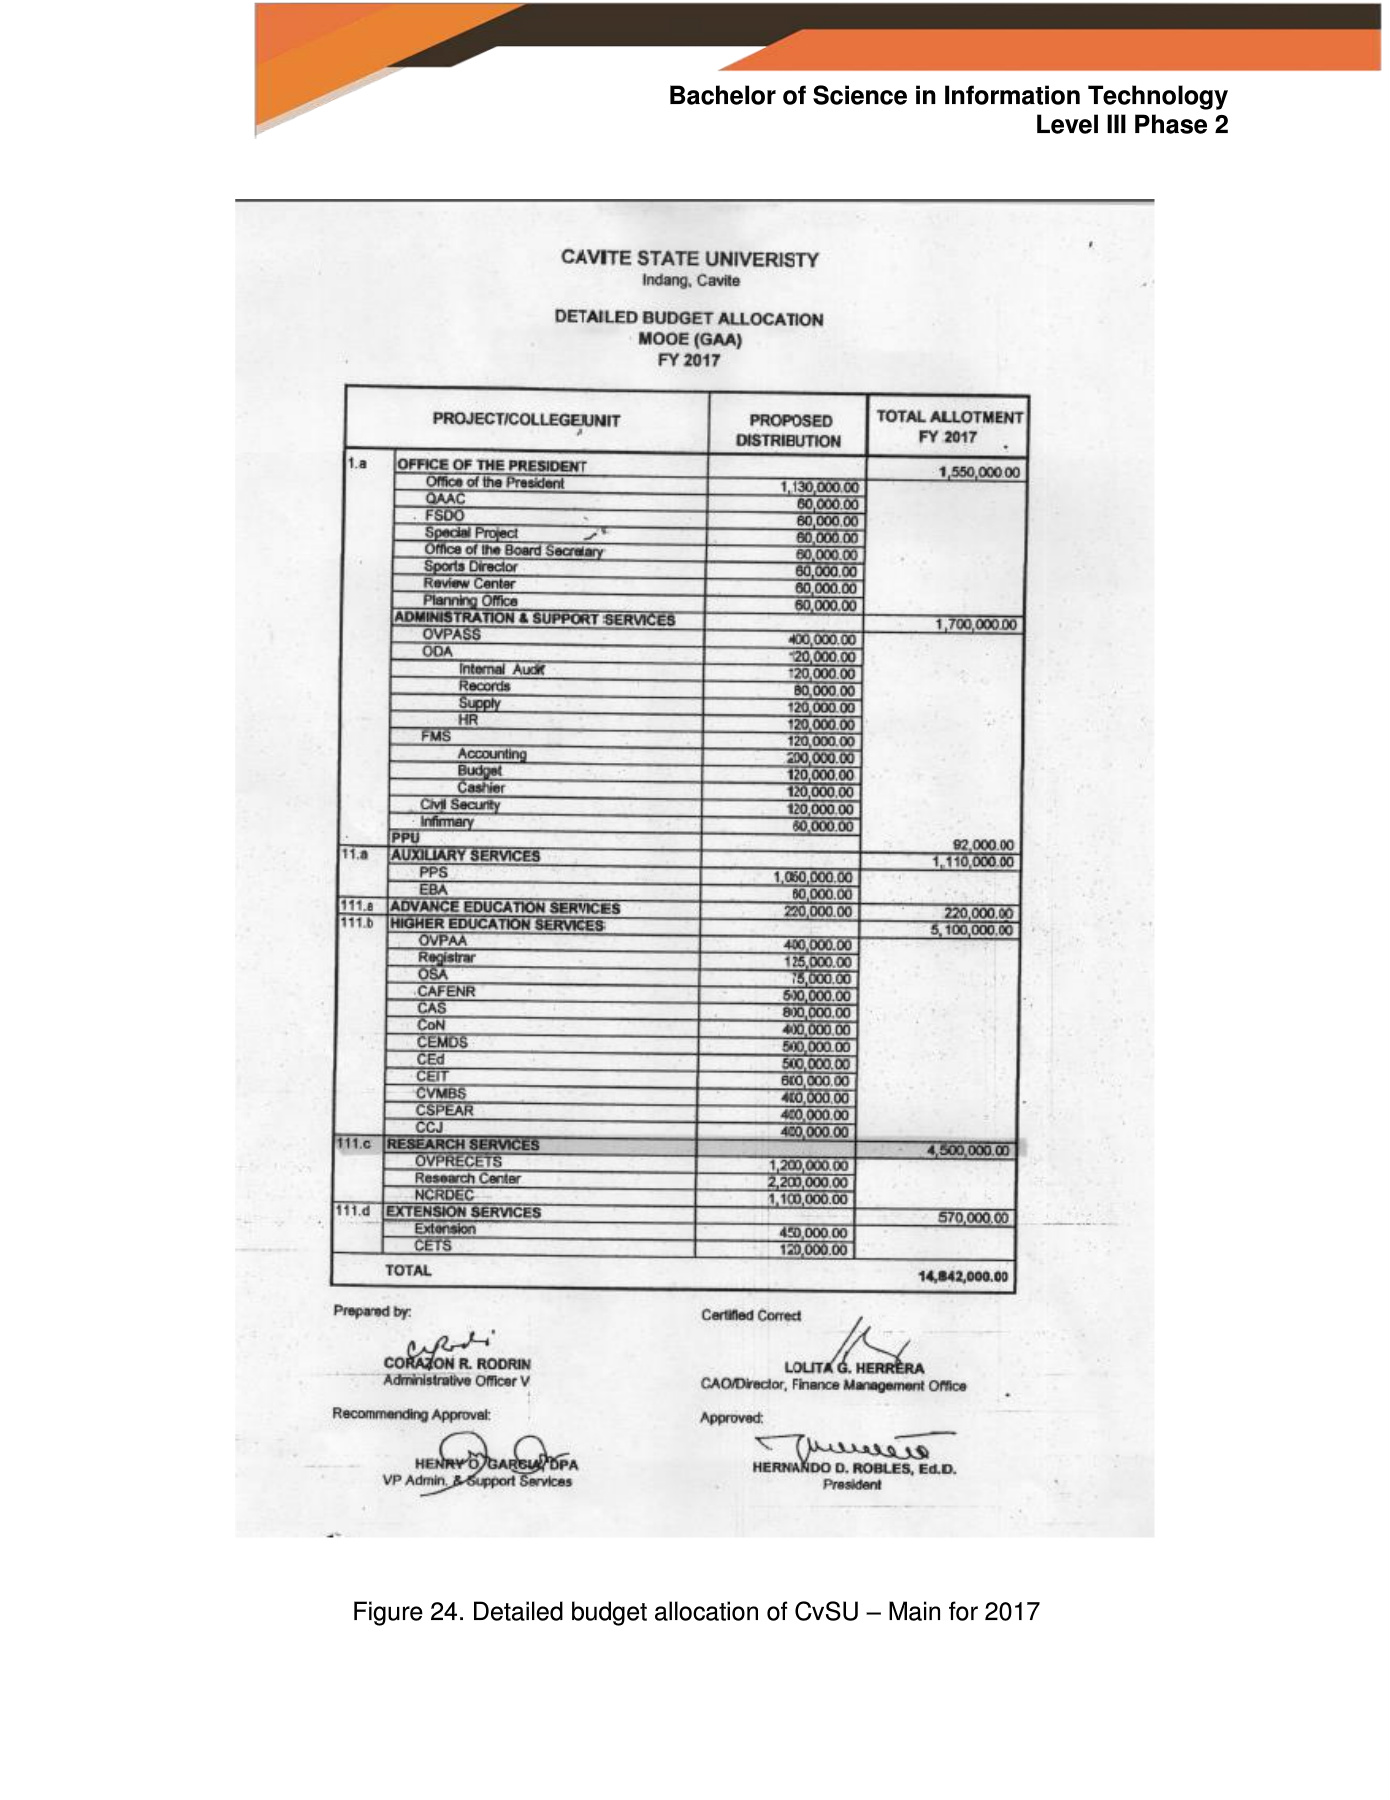 Bachelor of Science in Information Technology
Level III Phase 2
CAVITE STATE UNIVERISTY
Indang, Cavite
DETAILED BUDGET ALLOCATION
MOOE (GAA)
FY 2017
PROJECT/COLLEGE/UNIT PROPOSED DISTRIBUTION TOTAL ALLOTMENT FY 2017
1.a OFFICE OF THE PRESIDENT 1,550,000.00
Office of the President 1,130,000.00
QAAC 60,000.00
FSDO 60,000.00
Special Project 60,000.00
Office of the Board Secretary 60,000.00
Sports Director 60,000.00
Review Center 60,000.00
Planning Office 60,000.00
ADMINISTRATION & SUPPORT SERVICES 1,700,000.00
OVPASS 400,000.00
ODA 120,000.00
Internal Audit 120,000.00
Records 80,000.00
Supply 120,000.00
HR 120,000.00
FMS 120,000.00
Accounting 200,000.00
Budget 120,000.00
Cashier 120,000.00
Civil Security 120,000.00
Infirmary 60,000.00
PPU 92,000.00
11.a AUXILIARY SERVICES 1,110,000.00
PPS 1,050,000.00
EBA 60,000.00
111.a ADVANCE EDUCATION SERVICES 220,000.00 220,000.00
111.b HIGHER EDUCATION SERVICES 5,100,000.00
OVPAA 400,000.00
Registrar 125,000.00
OSA 75,000.00
CAFENR 500,000.00
CAS 800,000.00
CoN 400,000.00
CEMDS 500,000.00
CEd 500,000.00
CEIT 600,000.00
CVMBS 400,000.00
CSPEAR 400,000.00
CCJ 400,000.00
111.c RESEARCH SERVICES 4,500,000.00
OVPRECETS 1,200,000.00
Research Center 2,200,000.00
NCRDEC 1,100,000.00
111.d EXTENSION SERVICES 570,000.00
Extension 450,000.00
CETS 120,000.00
TOTAL 14,842,000.00
Prepared by: Certified Correct
CORAZON R. RODRIN LOLITA G. HERRERA
Administrative Officer V CAO/Director, Finance Management Office
Recommending Approval: Approved:
HENRY O. GARCIA, DPA HERNANDO D. ROBLES, Ed.D.
VP Admin. & Support Services President
Figure 24. Detailed budget allocation of CvSU – Main for 2017